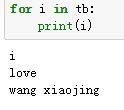 for i in tb:
    print(i)
i
love
wang xiaojing